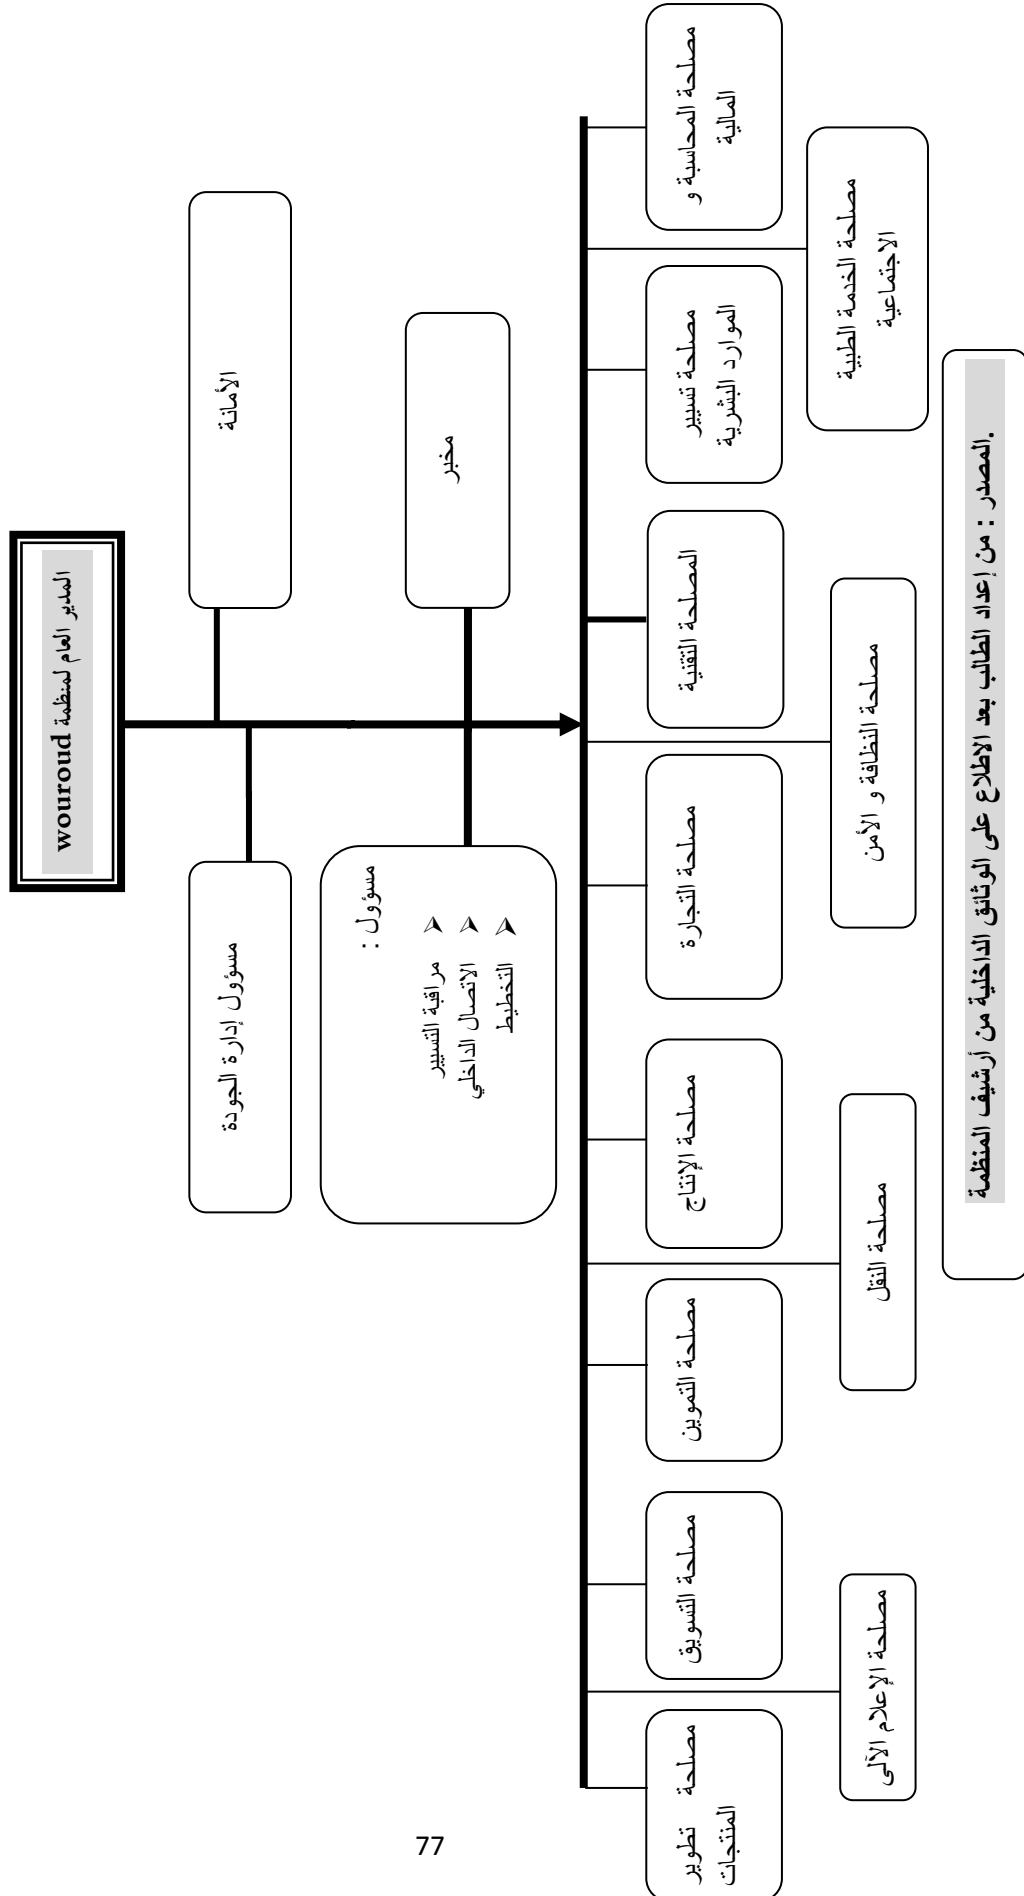 المدير العام لمنظمة wouroud
الأمانة
مسؤول إدارة الجودة
مخبر
مسؤول :
مراقبة التسيير
الاتصال الداخلي
التخطيط
مصلحة المحاسبة و
المالية
مصلحة تسيير
الموارد البشرية
المصلحة التقنية
مصلحة التجارة
مصلحة الإنتاج
مصلحة التموين
مصلحة التسويق
مصلحة تطوير
المنتجات
مصلحة الخدمة الطبية
الاجتماعية
مصلحة النظافة و الأمن
مصلحة النقل
مصلحة الإعلام الآلى
المصدر : من إعداد الطالب بعد الاطلاع على الوثائق الداخلية من أرشيف المنظمة.
77